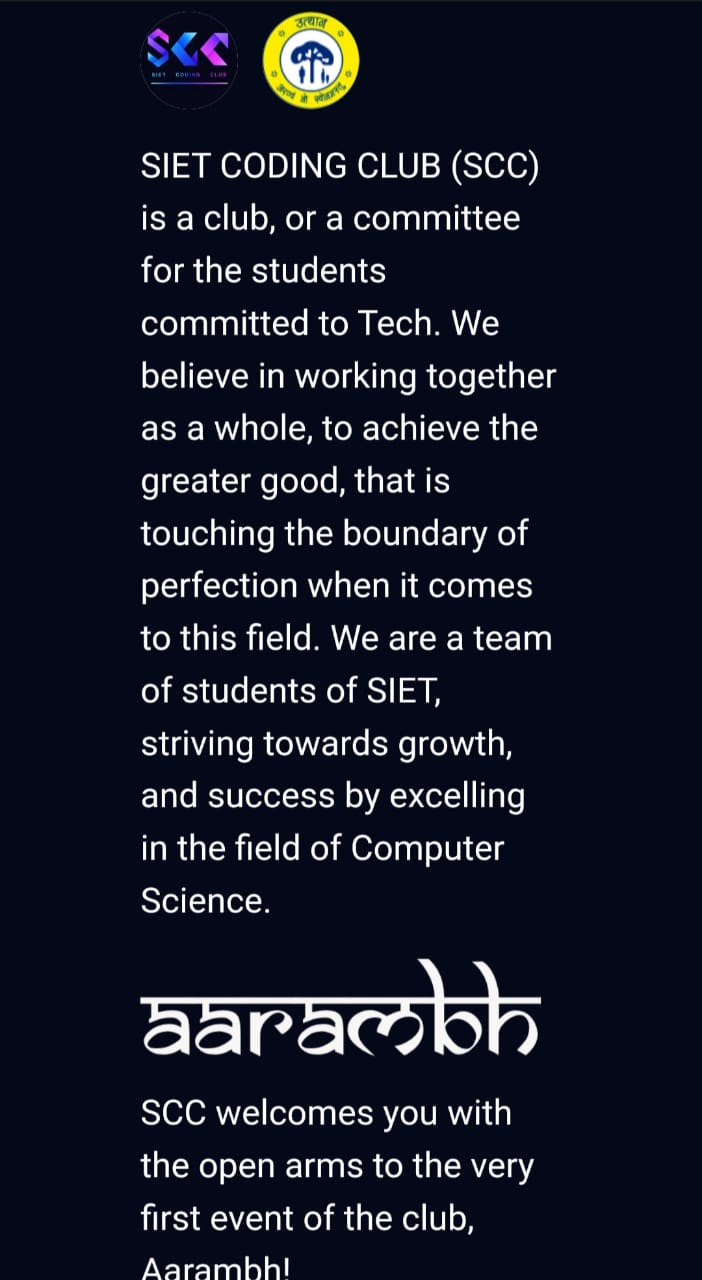 SCC
SIET CODING CLUB
उत्थान
SIET CODING CLUB (SCC)
is a club, or a committee
for the students
committed to Tech. We
believe in working together
as a whole, to achieve the
greater good, that is
touching the boundary of
perfection when it comes
to this field. We are a team
of students of SIET,
striving towards growth,
and success by excelling
in the field of Computer
Science.
aarambh
SCC welcomes you with
the open arms to the very
first event of the club,
Aarambh!